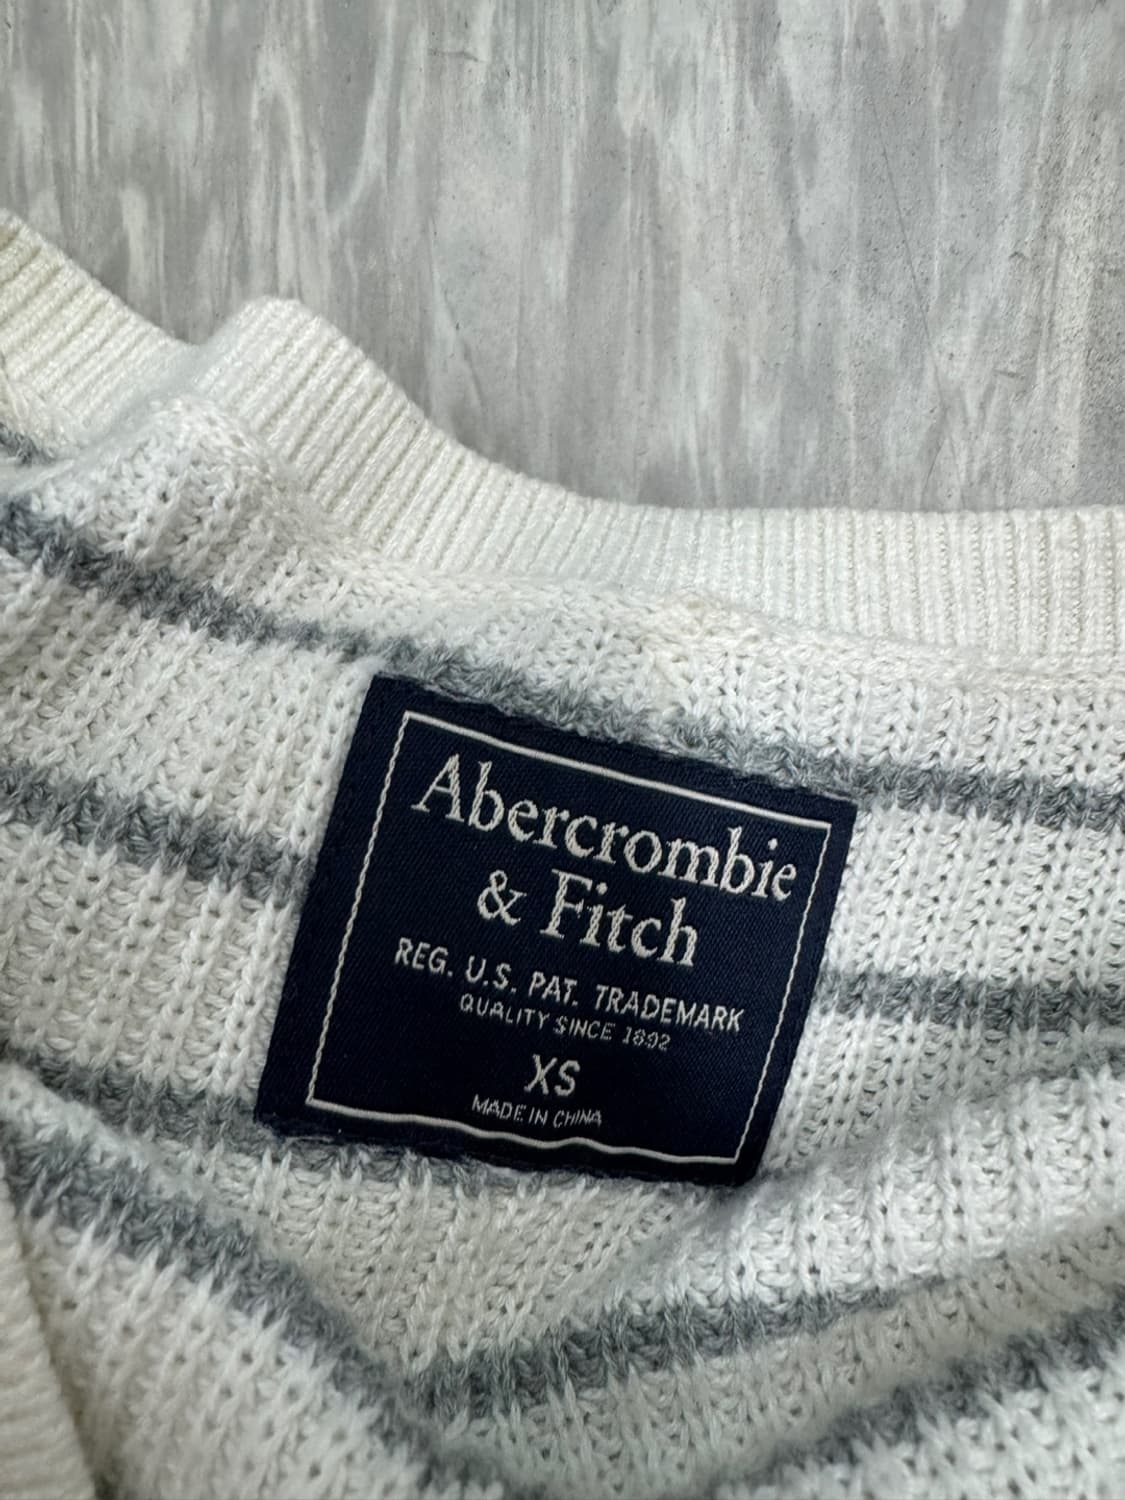 Abercrombie
& Fitch
REG. U.S. PAT. TRADEMARK
QUALITY SINCE 1892
XS
MADE IN CHINA